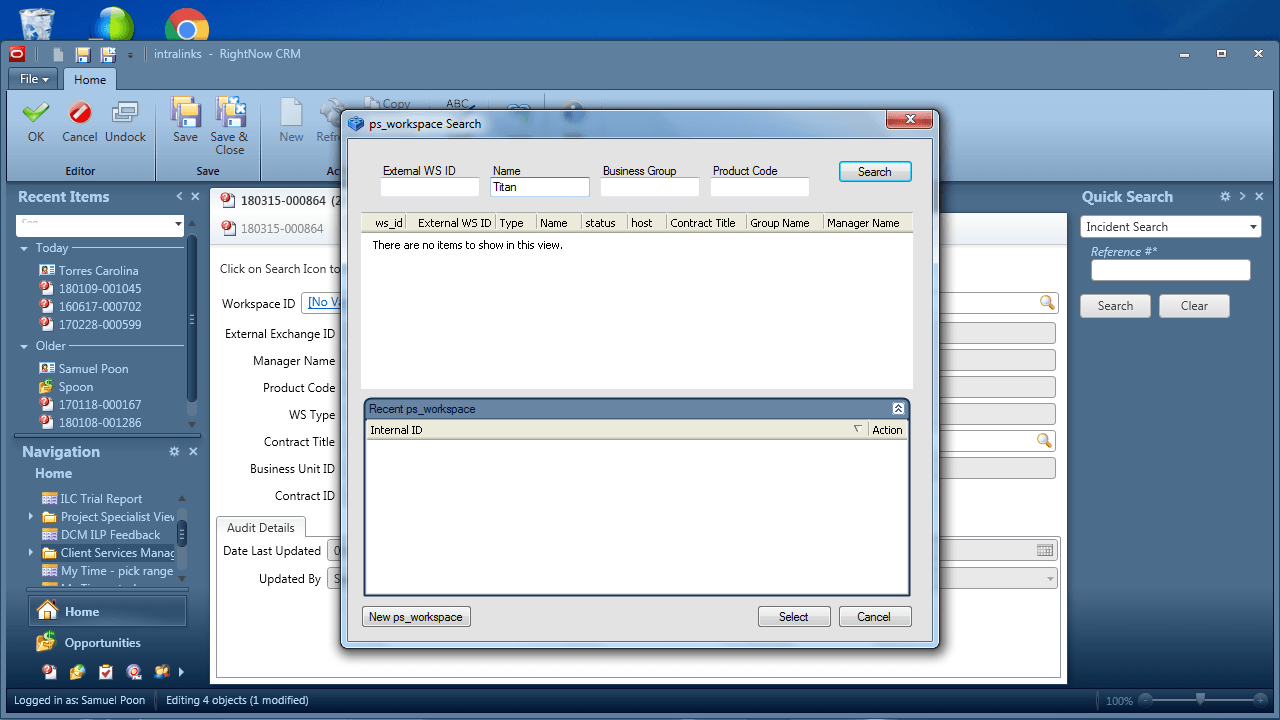 intralinks - RightNow CRM
File
Home
OK
Cancel
Undock
Save
Save & Close
New
Copy
ABC
Editor
Save
Recent Items
180315-000864
180315-000864
Today
Torres Carolina
180109-001045
160617-000702
170228-000599
Older
Samuel Poon
Spoon
170118-000167
180108-001286
Navigation
Home
ILC Trial Report
Project Specialist View
DCM ILP Feedback
Client Services Manag
My Time - pick range
Home
Opportunities
Click on Search Icon to
Workspace ID
External Exchange ID
Manager Name
Product Code
WS Type
Contract Title
Business Unit ID
Contract ID
Audit Details
Date Last Updated
Updated By
ps_workspace Search
External WS ID
Name
Business Group
Product Code
Titan
Search
ws_id External WS ID Type Name status host Contract Title Group Name Manager Name
There are no items to show in this view.
Recent ps_workspace
Internal ID
Action
New ps_workspace
Select
Cancel
Quick Search
Incident Search
Reference #*
Search
Clear
Logged in as: Samuel Poon
Editing 4 objects (1 modified)
100%